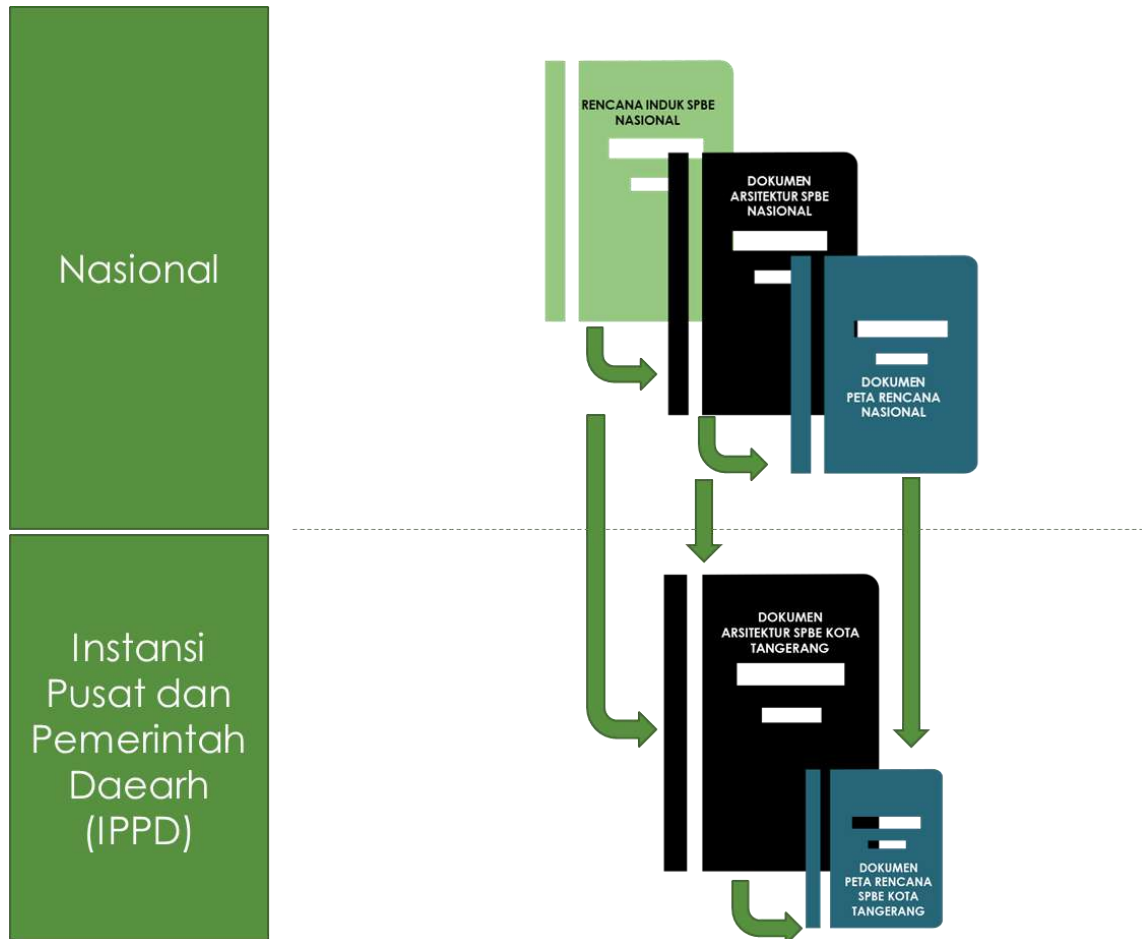 Nasional
RENCANA INDUK SPBE
NASIONAL
DOKUMEN
ARSITEKTUR SPBE
NASIONAL
DOKUMEN
PETA RENCANA
NASIONAL
Instansi
Pusat dan
Pemerintah
Daearh
(IPPD)
DOKUMEN
ARSITEKTUR SPBE KOTA
TANGERANG
DOKUMEN
PETA RENCANA
SPBE KOTA
TANGERANG